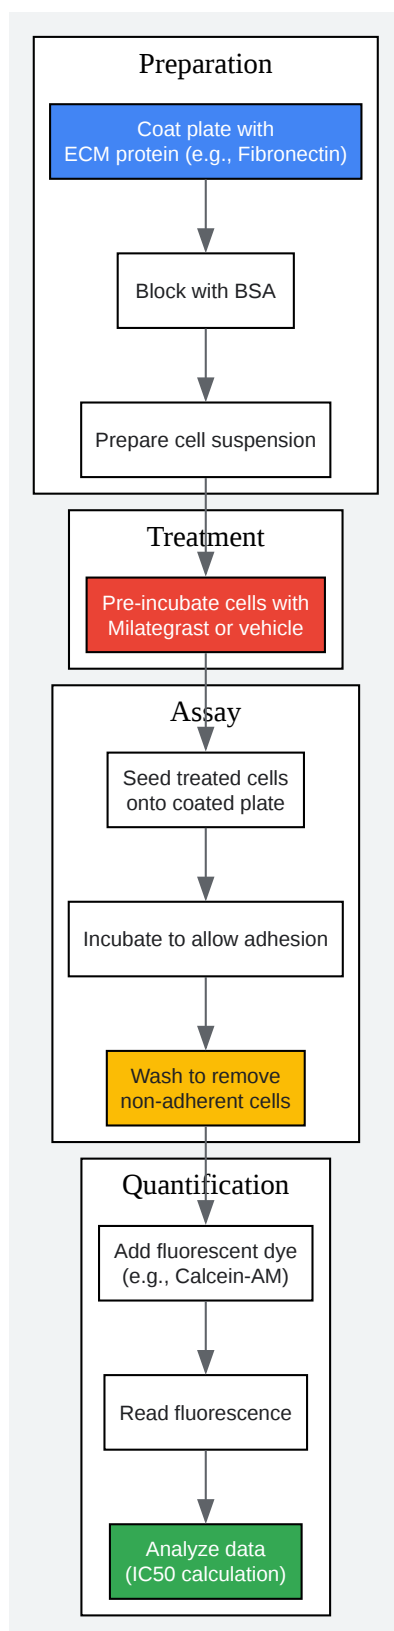 Preparation
Coat plate with
ECM protein (e.g., Fibronectin)
Block with BSA
Prepare cell suspension
Treatment
Pre-incubate cells with
Milategrast or vehicle
Assay
Seed treated cells
onto coated plate
Incubate to allow adhesion
Wash to remove
non-adherent cells
Quantification
Add fluorescent dye
(e.g., Calcein-AM)
Read fluorescence
Analyze data
(IC50 calculation)